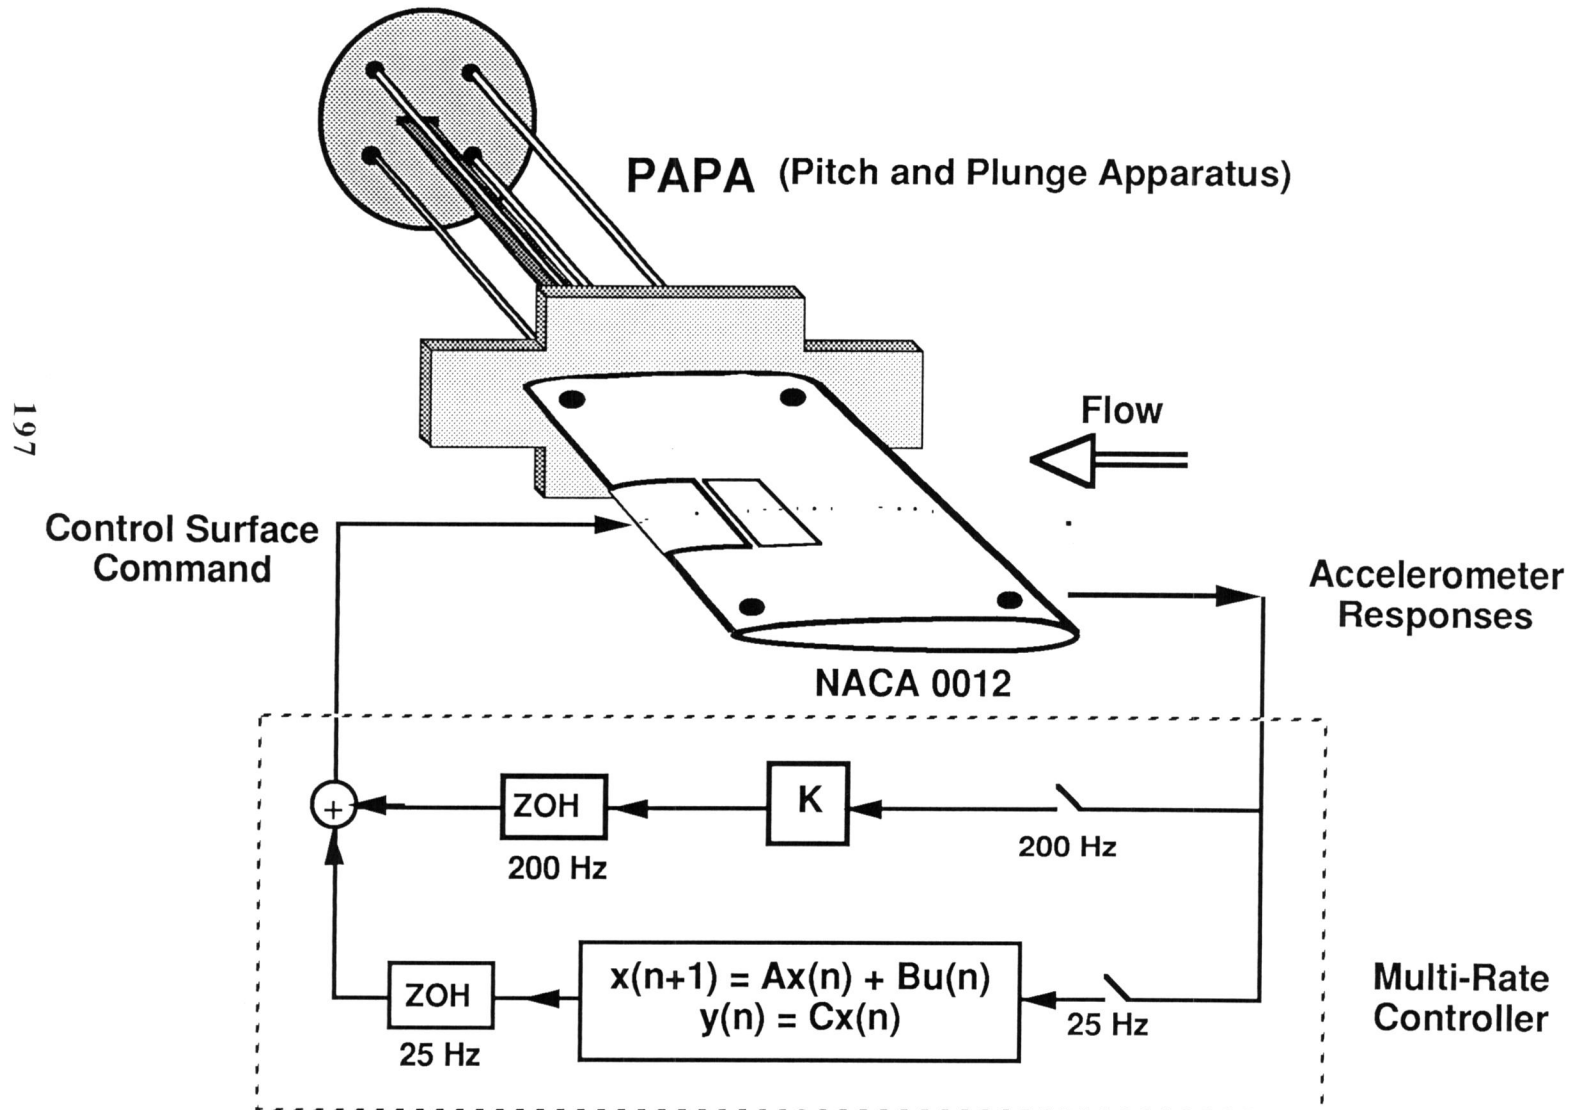 PAPA (Pitch and Plunge Apparatus)
197
Flow
Control Surface
Command
Accelerometer
Responses
NACA 0012
+
ZOH
200 Hz
K
200 Hz
ZOH
25 Hz
x(n+1) = Ax(n) + Bu(n)
y(n) = Cx(n)
25 Hz
Multi-Rate
Controller